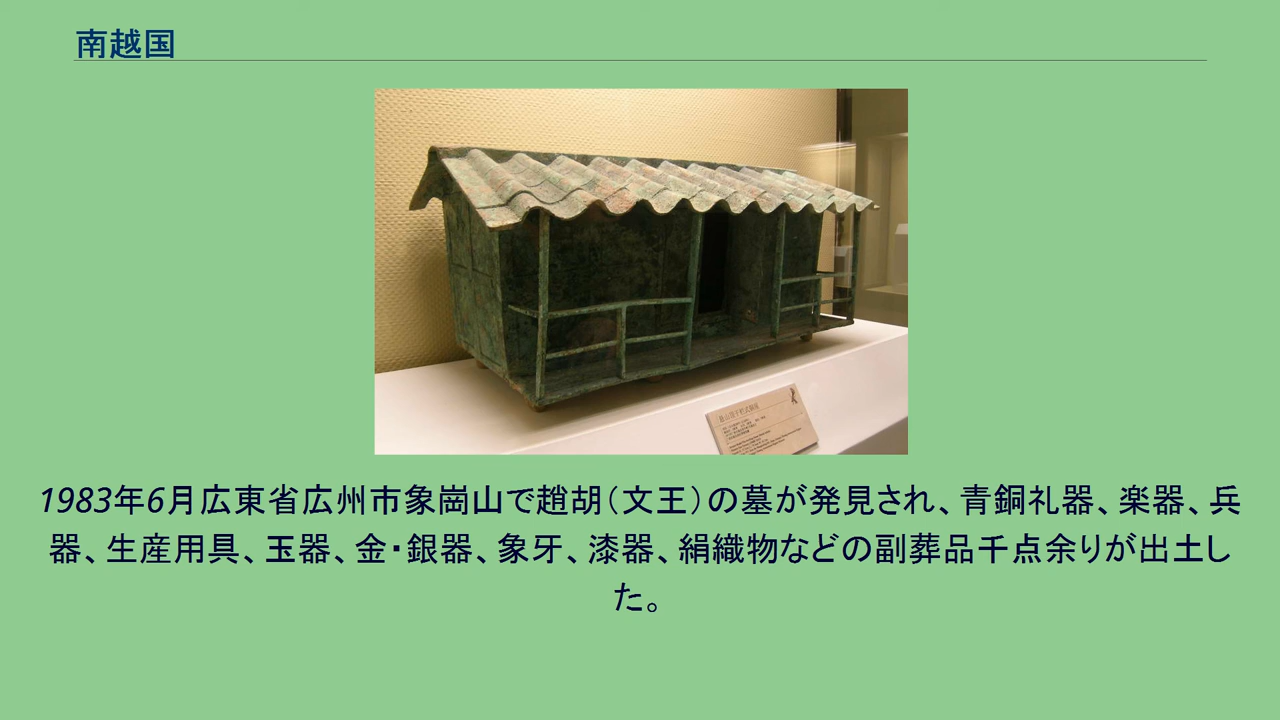 南越国
1983年6月広東省広州市象崗山で趙胡（文王）の墓が発見され、青銅礼器、楽器、兵
器、生産用具、玉器、金・銀器、象牙、漆器、絹織物などの副葬品千点余りが出土し
た。